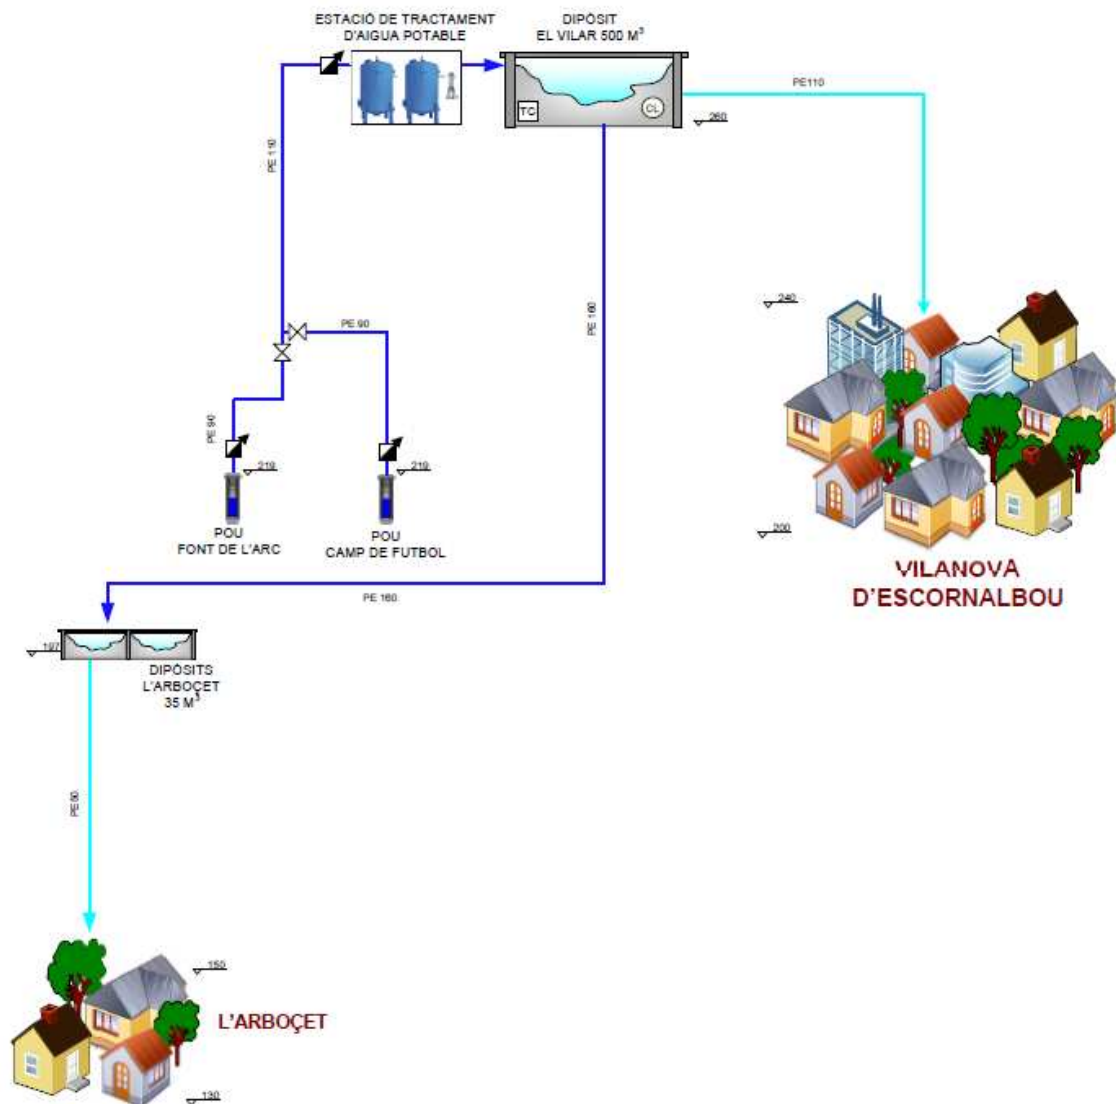 ESTACIÓ DE TRACTAMENT
D'AIGUA POTABLE
DIPÒSIT
EL VILAR 500 M³
PE110
TC
CL
260
PE 110
PE 160
240
PE 90
PE 90
219
219
POU
FONT DE L'ARC
POU
CAMP DE FUTBOL
200
VILANOVA
D'ESCORNALBOU
PE 160
197
DIPÒSITS
L'ARBOÇET
35 M³
PE50
150
L'ARBOÇET
130